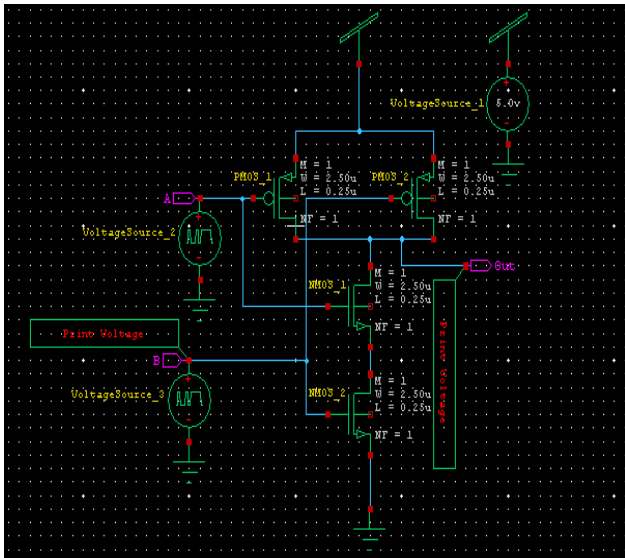 VoltageSource_1
5.0v
PMOS_1
M = 1
W = 2.50u
L = 0.25u
NF = 1
PMOS_2
M = 1
W = 2.50u
L = 0.25u
NF = 1
A
VoltageSource_2
Out
NMOS_1
M = 1
W = 2.50u
L = 0.25u
NF = 1
Print Voltage
Print Voltage
B
VoltageSource_3
NMOS_2
M = 1
W = 2.50u
L = 0.25u
NF = 1